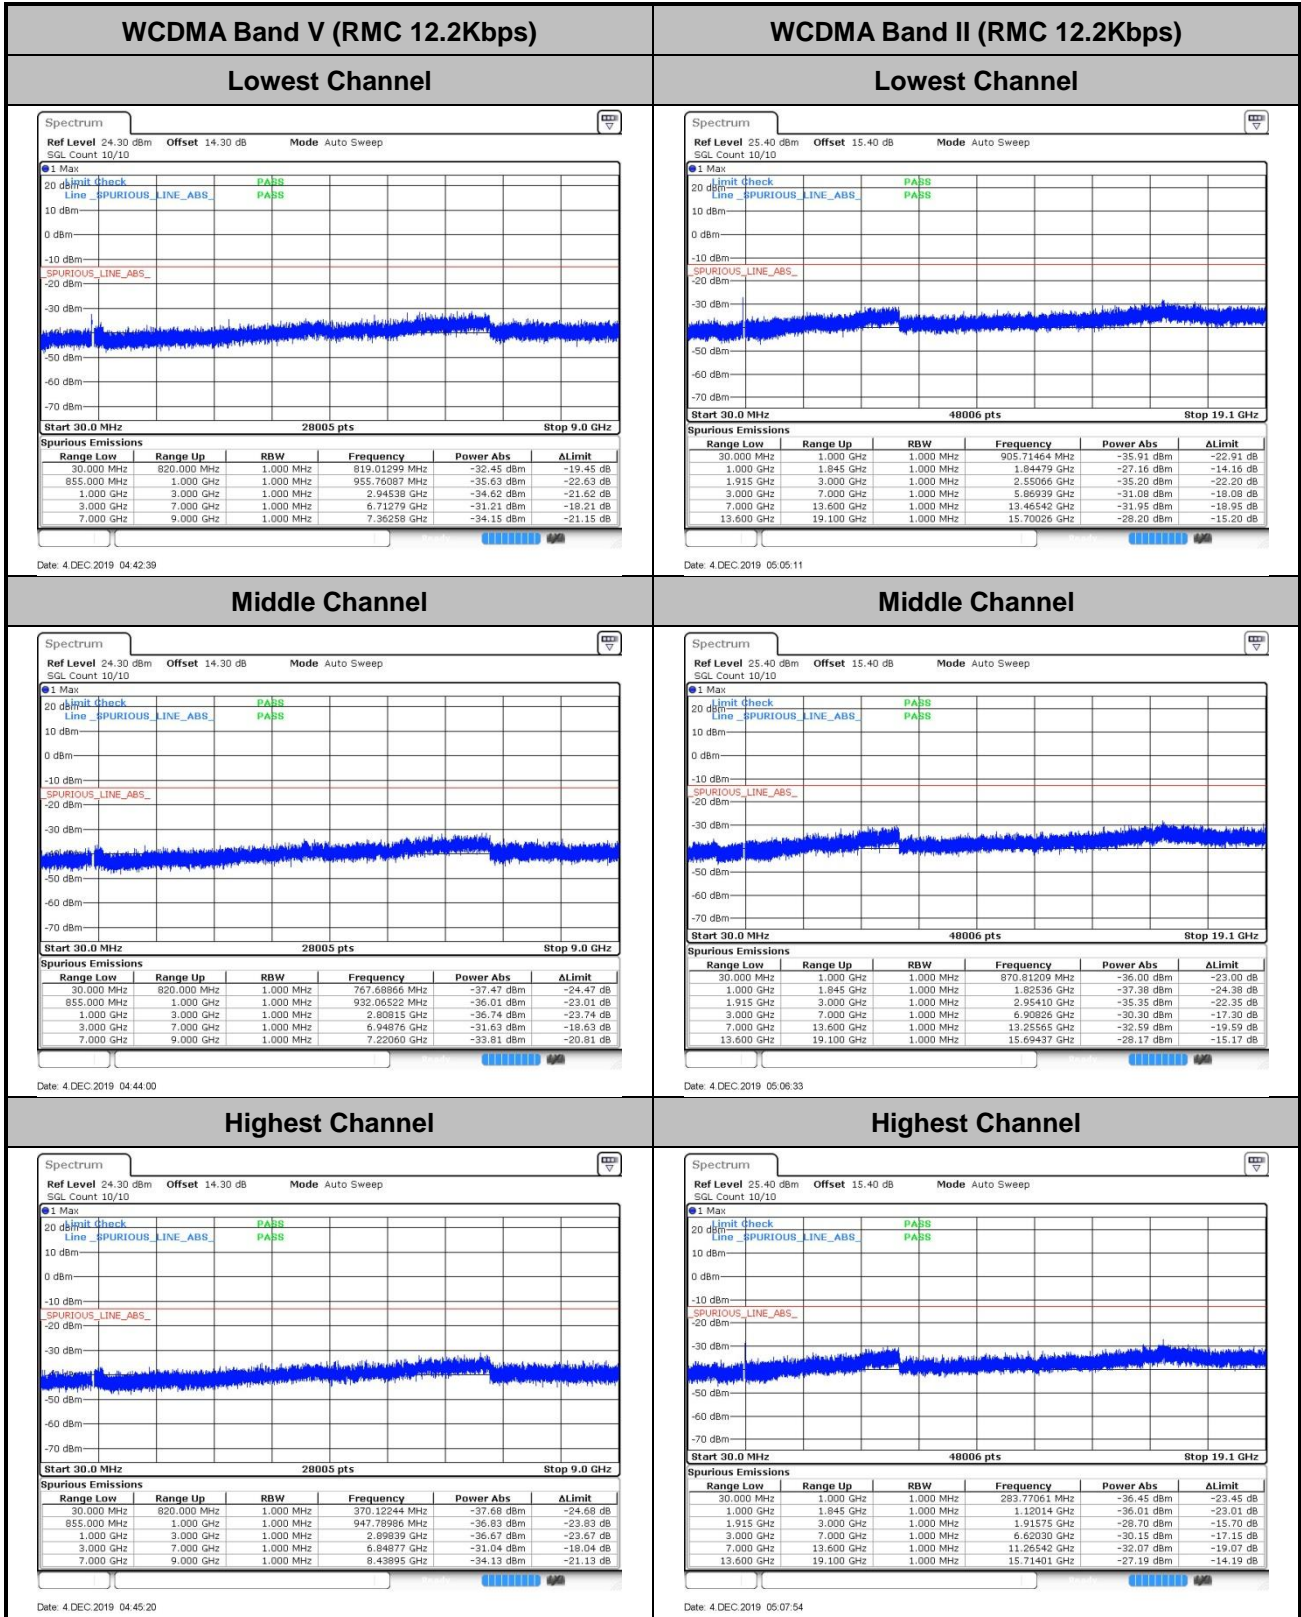 WCDMA Band V (RMC 12.2Kbps)
WCDMA Band II (RMC 12.2Kbps)
Lowest Channel
Lowest Channel
Spectrum
Ref Level 24.30 dBm Offset 14.30 dB Mode Auto Sweep
SGL Count 10/10
1 Max
20 dBm
Limit Check PASS
Line _SPURIOUS_LINE_ABS_ PASS
10 dBm
0 dBm
-10 dBm
_SPURIOUS_LINE_ABS_
-20 dBm
-30 dBm
-50 dBm
-60 dBm
-70 dBm
Start 30.0 MHz 28005 pts Stop 9.0 GHz
Spurious Emissions
Range Low Range Up RBW Frequency Power Abs ΔLimit
30.000 MHz 820.000 MHz 1.000 MHz 819.01299 MHz -32.45 dBm -19.45 dB
855.000 MHz 1.000 GHz 1.000 MHz 955.76087 MHz -35.63 dBm -22.63 dB
1.000 GHz 3.000 GHz 1.000 MHz 2.94538 GHz -34.62 dBm -21.62 dB
3.000 GHz 7.000 GHz 1.000 MHz 6.71279 GHz -31.21 dBm -18.21 dB
7.000 GHz 9.000 GHz 1.000 MHz 7.36258 GHz -34.15 dBm -21.15 dB
Date: 4.DEC.2019 04:42:39
Spectrum
Ref Level 25.40 dBm Offset 15.40 dB Mode Auto Sweep
SGL Count 10/10
1 Max
20 dBm
Limit Check PASS
Line _SPURIOUS_LINE_ABS_ PASS
10 dBm
0 dBm
-10 dBm
_SPURIOUS_LINE_ABS_
-20 dBm
-30 dBm
-50 dBm
-60 dBm
-70 dBm
Start 30.0 MHz 48006 pts Stop 19.1 GHz
Spurious Emissions
Range Low Range Up RBW Frequency Power Abs ΔLimit
30.000 MHz 1.000 GHz 1.000 MHz 905.71464 MHz -35.91 dBm -22.91 dB
1.000 GHz 1.845 GHz 1.000 MHz 1.84479 GHz -27.16 dBm -14.16 dB
1.915 GHz 3.000 GHz 1.000 MHz 2.55066 GHz -35.20 dBm -22.20 dB
3.000 GHz 7.000 GHz 1.000 MHz 5.86939 GHz -31.08 dBm -18.08 dB
7.000 GHz 13.600 GHz 1.000 MHz 13.46542 GHz -31.95 dBm -18.95 dB
13.600 GHz 19.100 GHz 1.000 MHz 15.70026 GHz -28.20 dBm -15.20 dB
Date: 4.DEC.2019 05:05:11
Middle Channel
Middle Channel
Spectrum
Ref Level 24.30 dBm Offset 14.30 dB Mode Auto Sweep
SGL Count 10/10
1 Max
20 dBm
Limit Check PASS
Line _SPURIOUS_LINE_ABS_ PASS
10 dBm
0 dBm
-10 dBm
_SPURIOUS_LINE_ABS_
-20 dBm
-30 dBm
-50 dBm
-60 dBm
-70 dBm
Start 30.0 MHz 28005 pts Stop 9.0 GHz
Spurious Emissions
Range Low Range Up RBW Frequency Power Abs ΔLimit
30.000 MHz 820.000 MHz 1.000 MHz 767.68866 MHz -37.47 dBm -24.47 dB
855.000 MHz 1.000 GHz 1.000 MHz 932.06522 MHz -36.01 dBm -23.01 dB
1.000 GHz 3.000 GHz 1.000 MHz 2.80815 GHz -36.74 dBm -23.74 dB
3.000 GHz 7.000 GHz 1.000 MHz 6.94876 GHz -31.63 dBm -18.63 dB
7.000 GHz 9.000 GHz 1.000 MHz 7.22060 GHz -33.81 dBm -20.81 dB
Date: 4.DEC.2019 04:44:00
Spectrum
Ref Level 25.40 dBm Offset 15.40 dB Mode Auto Sweep
SGL Count 10/10
1 Max
20 dBm
Limit Check PASS
Line _SPURIOUS_LINE_ABS_ PASS
10 dBm
0 dBm
-10 dBm
_SPURIOUS_LINE_ABS_
-20 dBm
-30 dBm
-50 dBm
-60 dBm
-70 dBm
Start 30.0 MHz 48006 pts Stop 19.1 GHz
Spurious Emissions
Range Low Range Up RBW Frequency Power Abs ΔLimit
30.000 MHz 1.000 GHz 1.000 MHz 870.81209 MHz -36.00 dBm -23.00 dB
1.000 GHz 1.845 GHz 1.000 MHz 1.82536 GHz -37.38 dBm -24.38 dB
1.915 GHz 3.000 GHz 1.000 MHz 2.95410 GHz -35.35 dBm -22.35 dB
3.000 GHz 7.000 GHz 1.000 MHz 6.90826 GHz -30.30 dBm -17.30 dB
7.000 GHz 13.600 GHz 1.000 MHz 13.25565 GHz -32.59 dBm -19.59 dB
13.600 GHz 19.100 GHz 1.000 MHz 15.69437 GHz -28.17 dBm -15.17 dB
Date: 4.DEC.2019 05:06:33
Highest Channel
Highest Channel
Spectrum
Ref Level 24.30 dBm Offset 14.30 dB Mode Auto Sweep
SGL Count 10/10
1 Max
20 dBm
Limit Check PASS
Line _SPURIOUS_LINE_ABS_ PASS
10 dBm
0 dBm
-10 dBm
_SPURIOUS_LINE_ABS_
-20 dBm
-30 dBm
-50 dBm
-60 dBm
-70 dBm
Start 30.0 MHz 28005 pts Stop 9.0 GHz
Spurious Emissions
Range Low Range Up RBW Frequency Power Abs ΔLimit
30.000 MHz 820.000 MHz 1.000 MHz 370.12244 MHz -37.68 dBm -24.68 dB
855.000 MHz 1.000 GHz 1.000 MHz 947.78986 MHz -36.83 dBm -23.83 dB
1.000 GHz 3.000 GHz 1.000 MHz 2.89839 GHz -36.67 dBm -23.67 dB
3.000 GHz 7.000 GHz 1.000 MHz 6.84877 GHz -31.04 dBm -18.04 dB
7.000 GHz 9.000 GHz 1.000 MHz 8.43895 GHz -34.13 dBm -21.13 dB
Date: 4.DEC.2019 04:45:20
Spectrum
Ref Level 25.40 dBm Offset 15.40 dB Mode Auto Sweep
SGL Count 10/10
1 Max
20 dBm
Limit Check PASS
Line _SPURIOUS_LINE_ABS_ PASS
10 dBm
0 dBm
-10 dBm
_SPURIOUS_LINE_ABS_
-20 dBm
-30 dBm
-50 dBm
-60 dBm
-70 dBm
Start 30.0 MHz 48006 pts Stop 19.1 GHz
Spurious Emissions
Range Low Range Up RBW Frequency Power Abs ΔLimit
30.000 MHz 1.000 GHz 1.000 MHz 283.77061 MHz -36.45 dBm -23.45 dB
1.000 GHz 1.845 GHz 1.000 MHz 1.12014 GHz -36.01 dBm -23.01 dB
1.915 GHz 3.000 GHz 1.000 MHz 1.91575 GHz -28.70 dBm -15.70 dB
3.000 GHz 7.000 GHz 1.000 MHz 6.62030 GHz -30.15 dBm -17.15 dB
7.000 GHz 13.600 GHz 1.000 MHz 11.26542 GHz -32.07 dBm -19.07 dB
13.600 GHz 19.100 GHz 1.000 MHz 15.71401 GHz -27.19 dBm -14.19 dB
Date: 4.DEC.2019 05:07:54